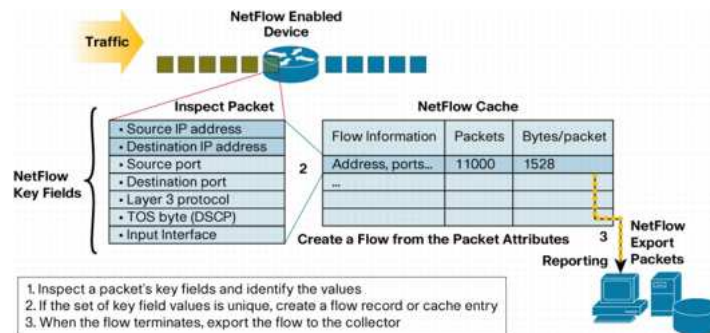 NetFlow Enabled
Device
Traffic
Inspect Packet
• Source IP address
• Destination IP address
• Source port
• Destination port
• Layer 3 protocol
• TOS byte (DSCP)
• Input Interface
NetFlow
Key Fields
2
NetFlow Cache
Flow Information Packets Bytes/packet
Address, ports... 11000 1528
...
Create a Flow from the Packet Attributes
3
NetFlow
Export
Packets
Reporting
1. Inspect a packet's key fields and identify the values
2. If the set of key field values is unique, create a flow record or cache entry
3. When the flow terminates, export the flow to the collector